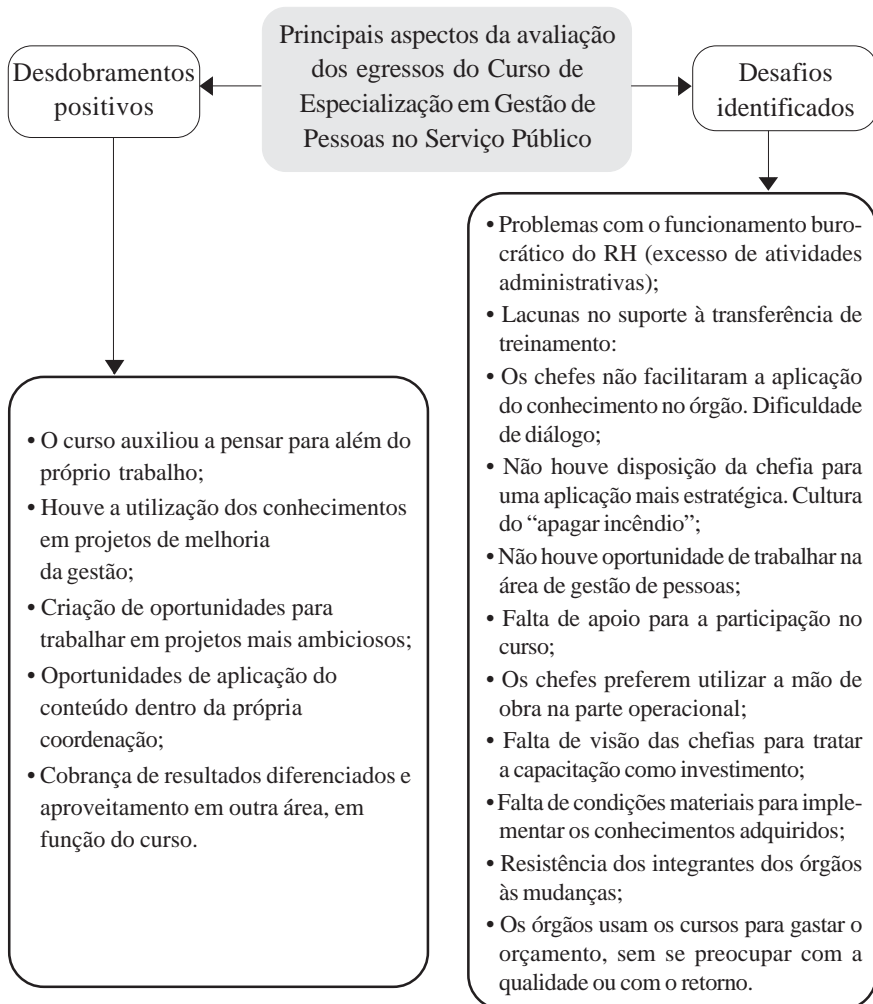 Principais aspectos da avaliação
dos egressos do Curso de
Especialização em Gestão de
Pessoas no Serviço Público
Desdobramentos
positivos
Desafios
identificados
• O curso auxiliou a pensar para além do
próprio trabalho;
• Houve a utilização dos conhecimentos
em projetos de melhoria
da gestão;
• Criação de oportunidades para
trabalhar em projetos mais ambiciosos;
• Oportunidades de aplicação do
conteúdo dentro da própria
coordenação;
• Cobrança de resultados diferenciados e
aproveitamento em outra área, em
função do curso.
• Problemas com o funcionamento buro-
crático do RH (excesso de atividades
administrativas);
• Lacunas no suporte à transferência de
treinamento:
• Os chefes não facilitaram a aplicação
do conhecimento no órgão. Dificuldade
de diálogo;
• Não houve disposição da chefia para
uma aplicação mais estratégica. Cultura
do “apagar incêndio”;
• Não houve oportunidade de trabalhar na
área de gestão de pessoas;
• Falta de apoio para a participação no
curso;
• Os chefes preferem utilizar a mão de
obra na parte operacional;
• Falta de visão das chefias para tratar
a capacitação como investimento;
• Falta de condições materiais para imple-
mentar os conhecimentos adquiridos;
• Resistência dos integrantes dos órgãos
às mudanças;
• Os órgãos usam os cursos para gastar o
orçamento, sem se preocupar com a
qualidade ou com o retorno.